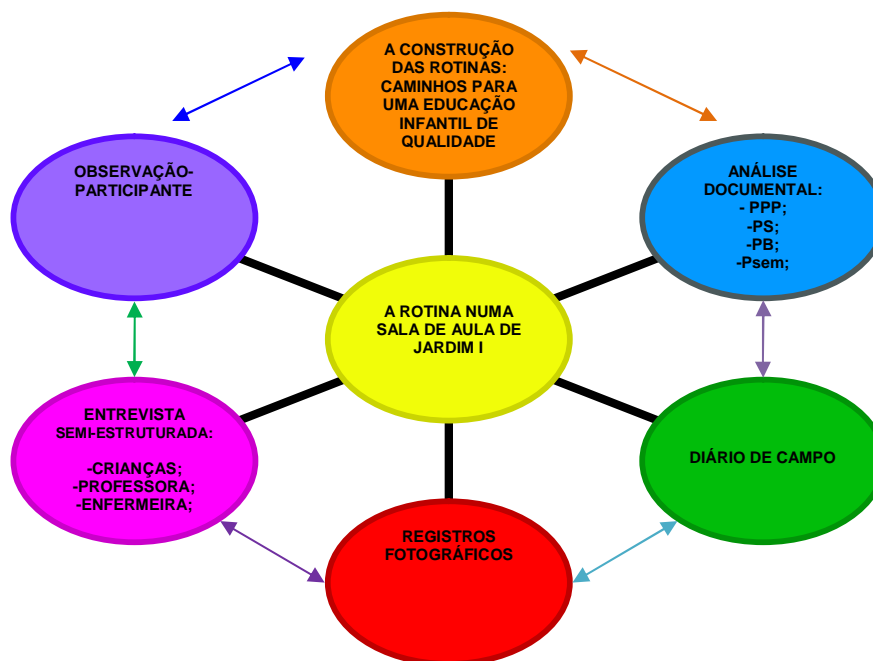 A CONSTRUÇÃO
DAS ROTINAS:
CAMINHOS PARA
UMA EDUCAÇÃO
INFANTIL DE
QUALIDADE
OBSERVAÇÃO-
PARTICIPANTE
ANÁLISE
DOCUMENTAL:
- PPP;
-PS;
-PB;
-Psem;
A ROTINA NUMA
SALA DE AULA DE
JARDIM I
ENTREVISTA
SEMI-ESTRUTURADA:
-CRIANÇAS;
-PROFESSORA;
-ENFERMEIRA;
DIÁRIO DE CAMPO
REGISTROS
FOTOGRÁFICOS